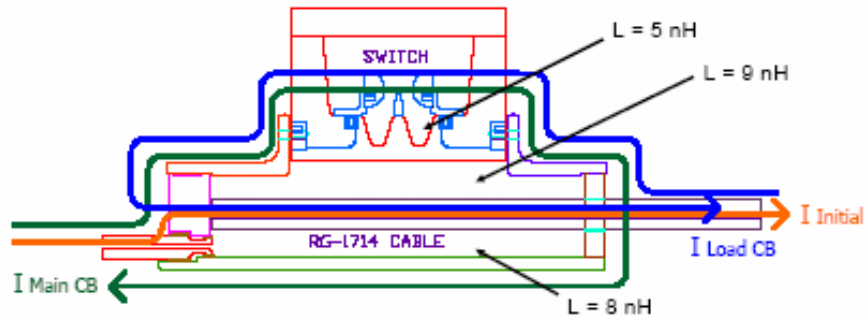 L = 5 nH
SWITCH
L = 9 nH
I Initial
RG-1714 CABLE
I Load CB
I Main CB
L = 8 nH